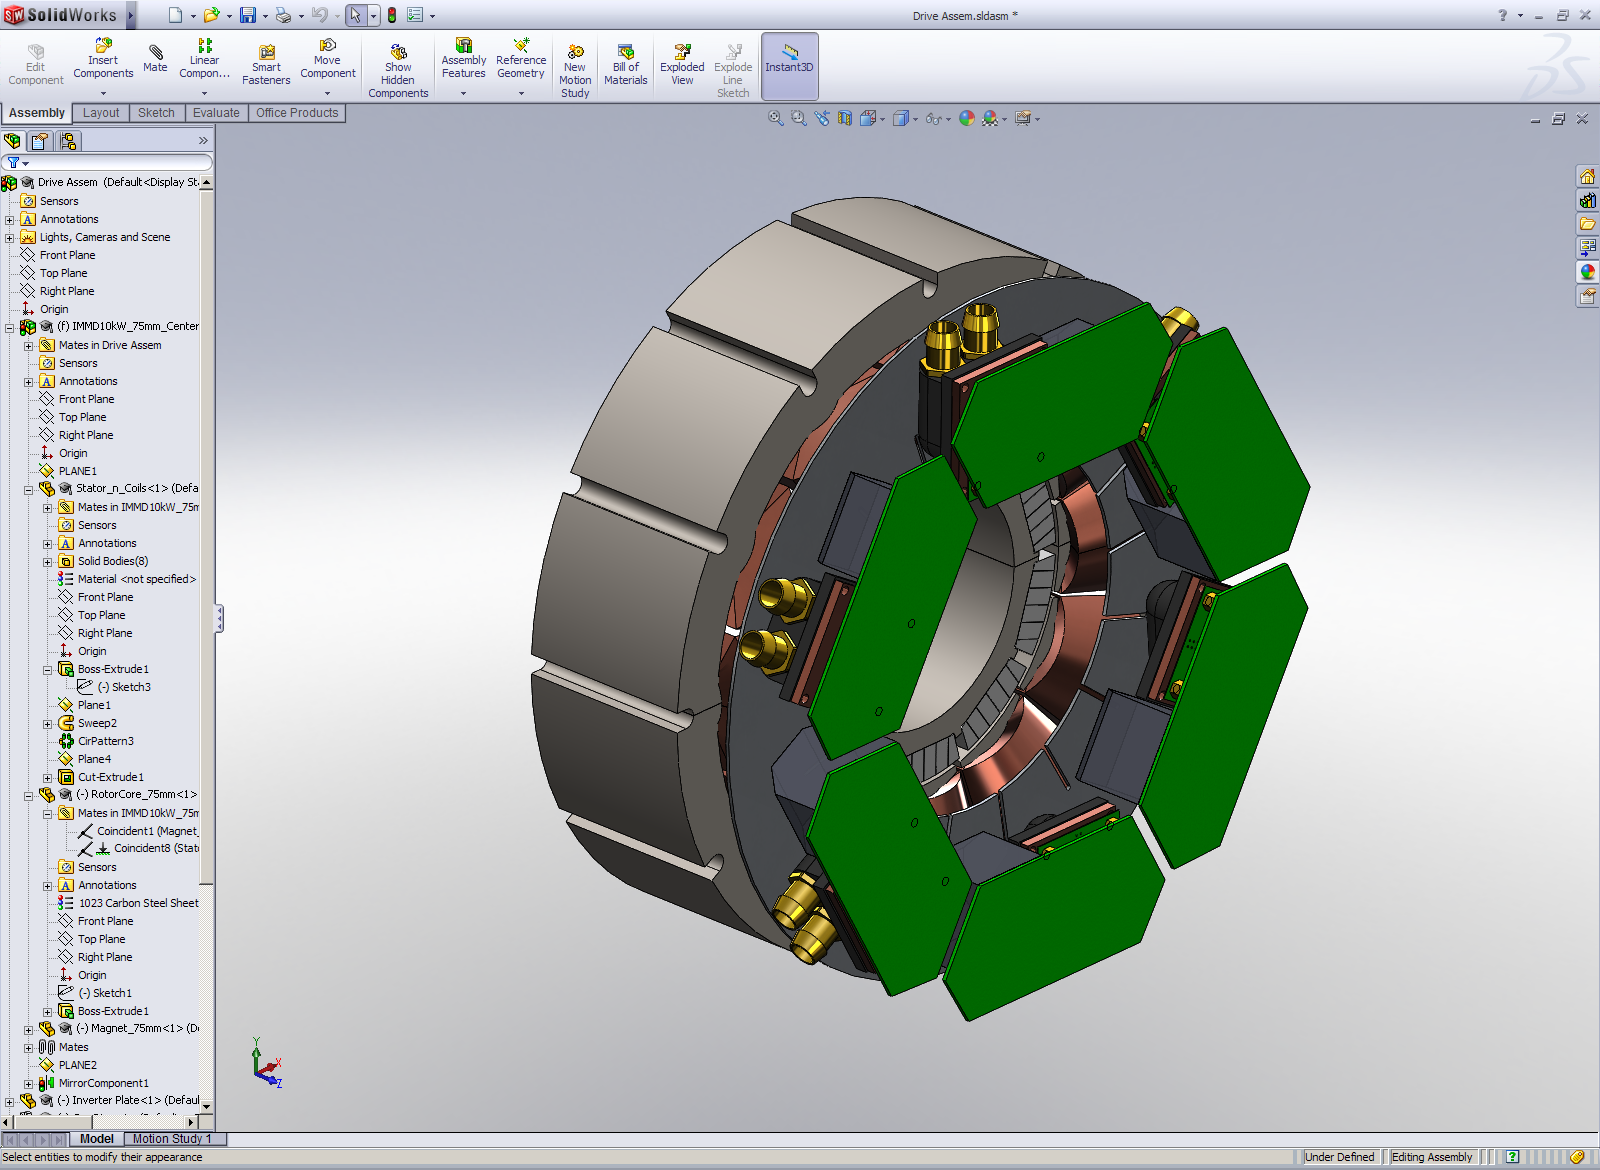 SolidWorks
Drive Assem.sldasm *
Edit Component
Insert Components
Mate
Linear Compon...
Smart Fasteners
Move Component
Show Hidden Components
Assembly Features
Reference Geometry
New Motion Study
Bill of Materials
Exploded View
Explode Line Sketch
Instant3D
Assembly
Layout
Sketch
Evaluate
Office Products
Drive Assem (Default<Display St
Sensors
Annotations
Lights, Cameras and Scene
Front Plane
Top Plane
Right Plane
Origin
(f) IMMD10kW_75mm_Center
Mates in Drive Assem
Sensors
Annotations
Front Plane
Top Plane
Right Plane
Origin
PLANE1
Stator_n_Coils<1> (Defa
Mates in IMMD10kW_75m
Sensors
Annotations
Solid Bodies(8)
Material <not specified>
Front Plane
Top Plane
Right Plane
Origin
Boss-Extrude1
(-) Sketch3
Plane1
Sweep2
CirPattern3
Plane4
Cut-Extrude1
(-) RotorCore_75mm<1>
Mates in IMMD10kW_75m
Coincident1 (Magnet_
Coincident8 (Stato
Sensors
Annotations
1023 Carbon Steel Sheet
Front Plane
Top Plane
Right Plane
Origin
(-) Sketch1
Boss-Extrude1
(-) Magnet_75mm<1> (D
Mates
PLANE2
MirrorComponent1
(-) Inverter Plate<1> (Defaul
Y
X
Z
Model
Motion Study 1
Select entities to modify their appearance
Under Defined
Editing Assembly